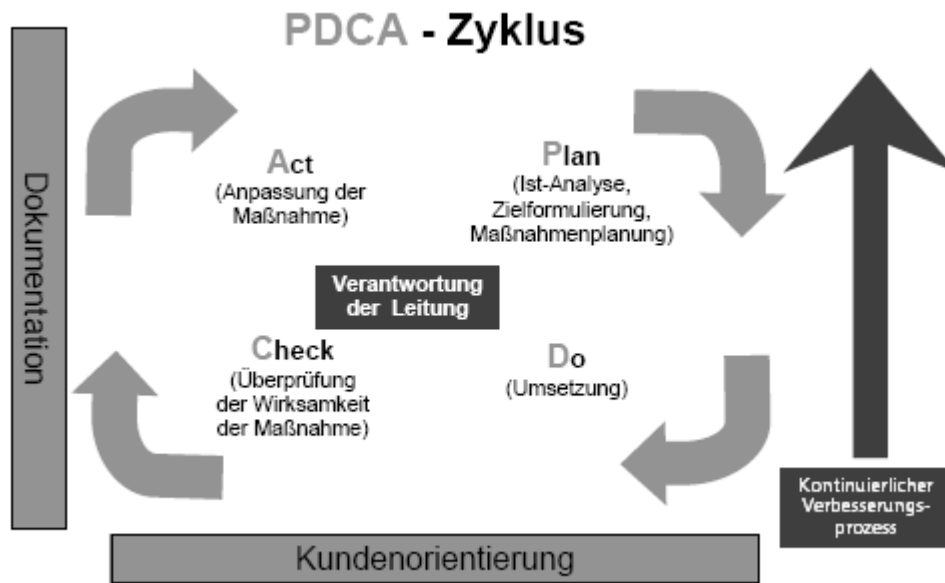 PDCA - Zyklus
Dokumentation
Act
(Anpassung der
Maßnahme)
Plan
(Ist-Analyse,
Zielformulierung,
Maßnahmenplanung)
Verantwortung
der Leitung
Check
(Überprüfung
der Wirksamkeit
der Maßnahme)
Do
(Umsetzung)
Kontinuierlicher
Verbesserungs-
prozess
Kundenorientierung